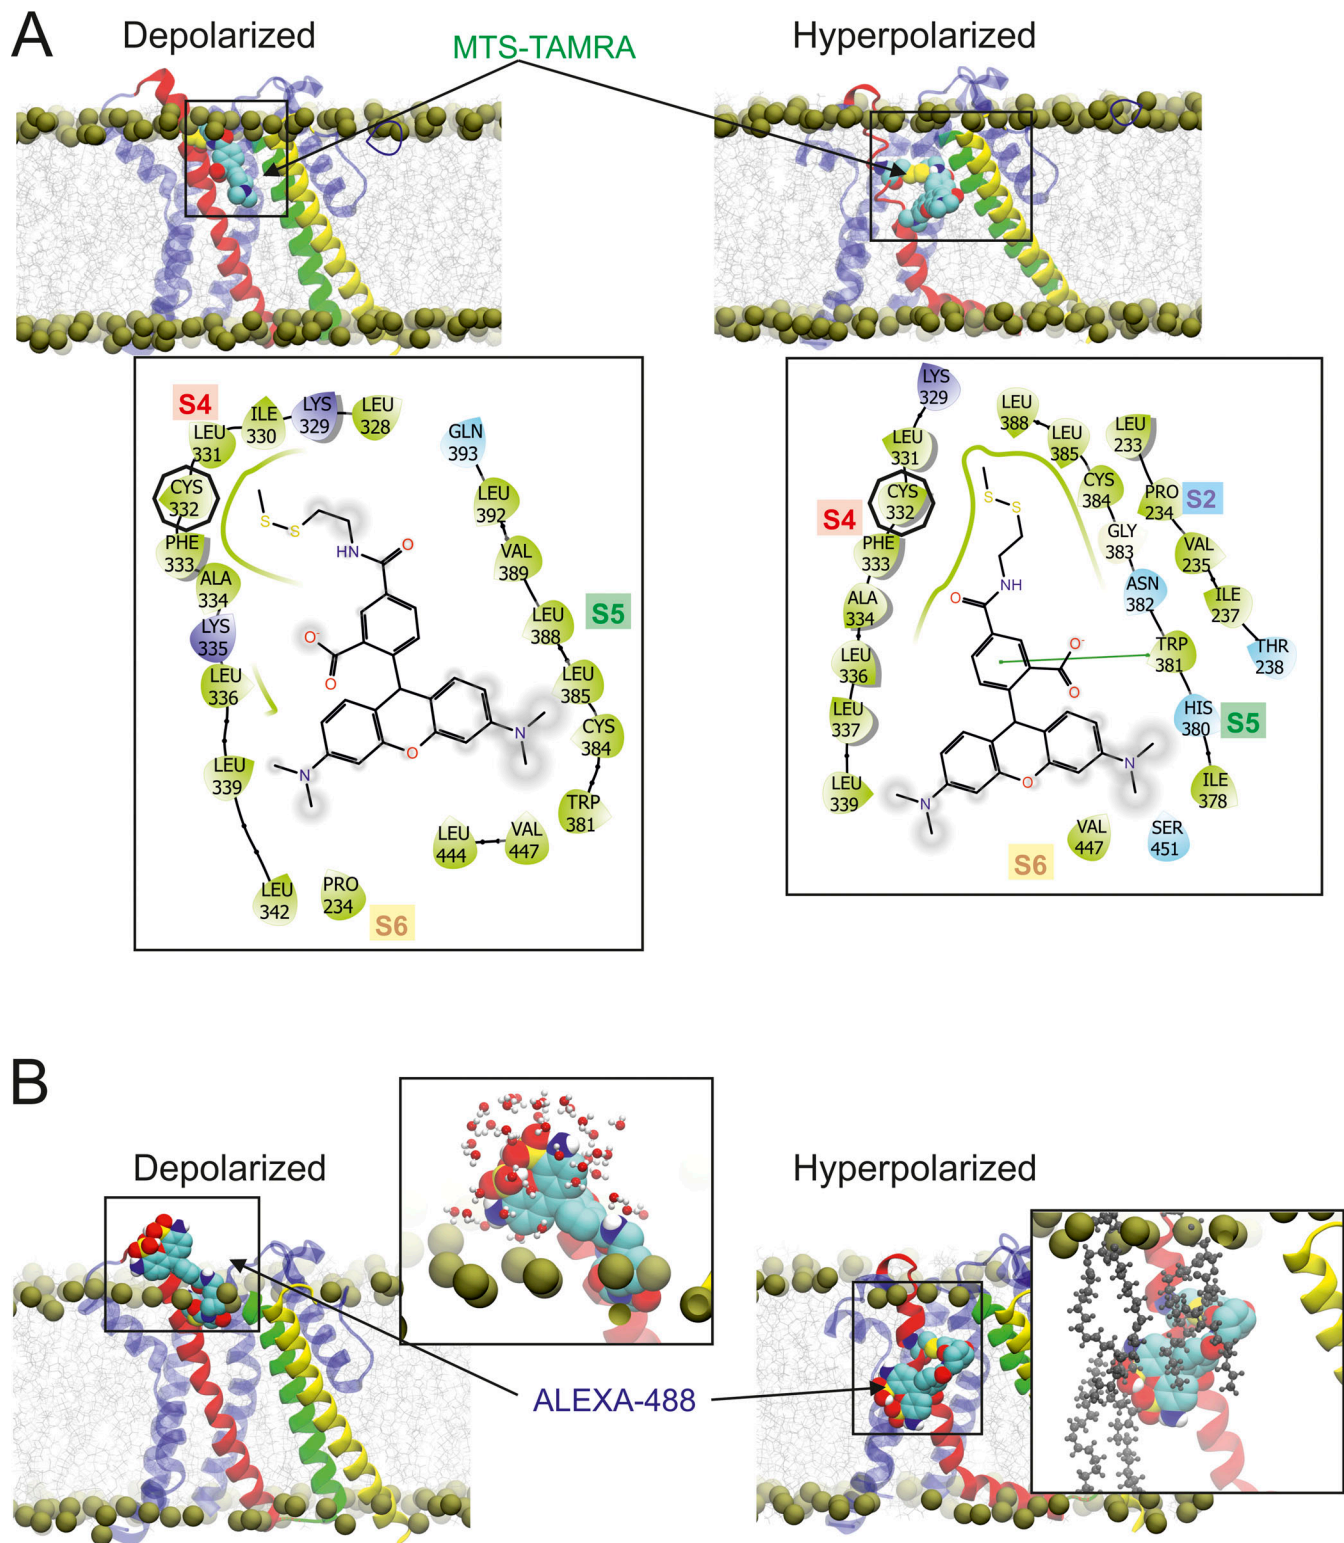 A
Depolarized
MTS-TAMRA
Hyperpolarized
S4
ILE
330
LYS
329
LEU
328
LEU
331
GLN
393
CYS
332
LEU
392
S
S
PHE
333
HN
O
VAL
389
ALA
334
LYS
335
O-
O
LEU
388
S5
LEU
336
LEU
385
N
CYS
384
LEU
339
N
O
TRP
381
LEU
444
VAL
447
LEU
342
PRO
234
S6
LYS
329
LEU
388
LEU
385
LEU
233
LEU
331
CYS
384
S
S
PRO
234
S2
S4
CYS
332
GLY
383
VAL
235
PHE
333
NH
O
ASN
382
ILE
237
ALA
334
O-
O
TRP
381
THR
238
LEU
336
LEU
337
HIS
380
S5
N
ILE
378
LEU
339
N
O
VAL
447
SER
451
S6
B
Depolarized
Hyperpolarized
ALEXA-488